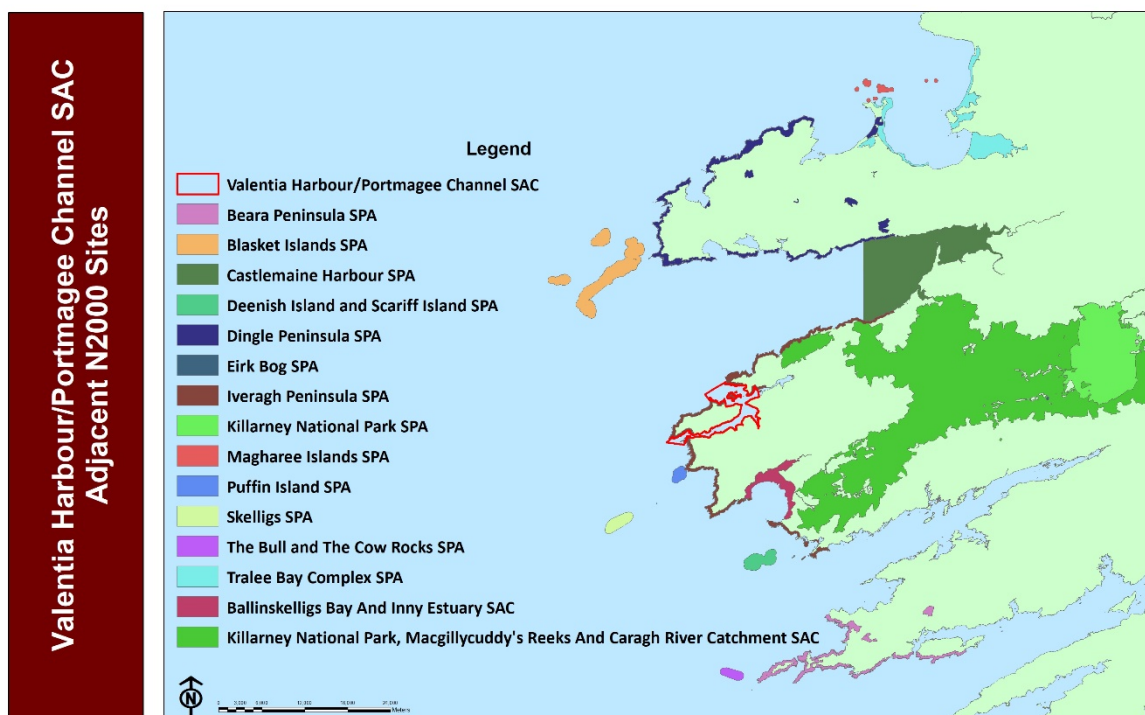 Valentia Harbour/Portmagee Channel SAC
Adjacent N2000 Sites
Legend
Valentia Harbour/Portmagee Channel SAC
Beara Peninsula SPA
Blasket Islands SPA
Castlemaine Harbour SPA
Deenish Island and Scariff Island SPA
Dingle Peninsula SPA
Eirk Bog SPA
Iveragh Peninsula SPA
Killarney National Park SPA
Magharee Islands SPA
Puffin Island SPA
Skelligs SPA
The Bull and The Cow Rocks SPA
Tralee Bay Complex SPA
Ballinskelligs Bay And Inny Estuary SAC
Killarney National Park, Macgillycuddy's Reeks And Caragh River Catchment SAC
N
Meters